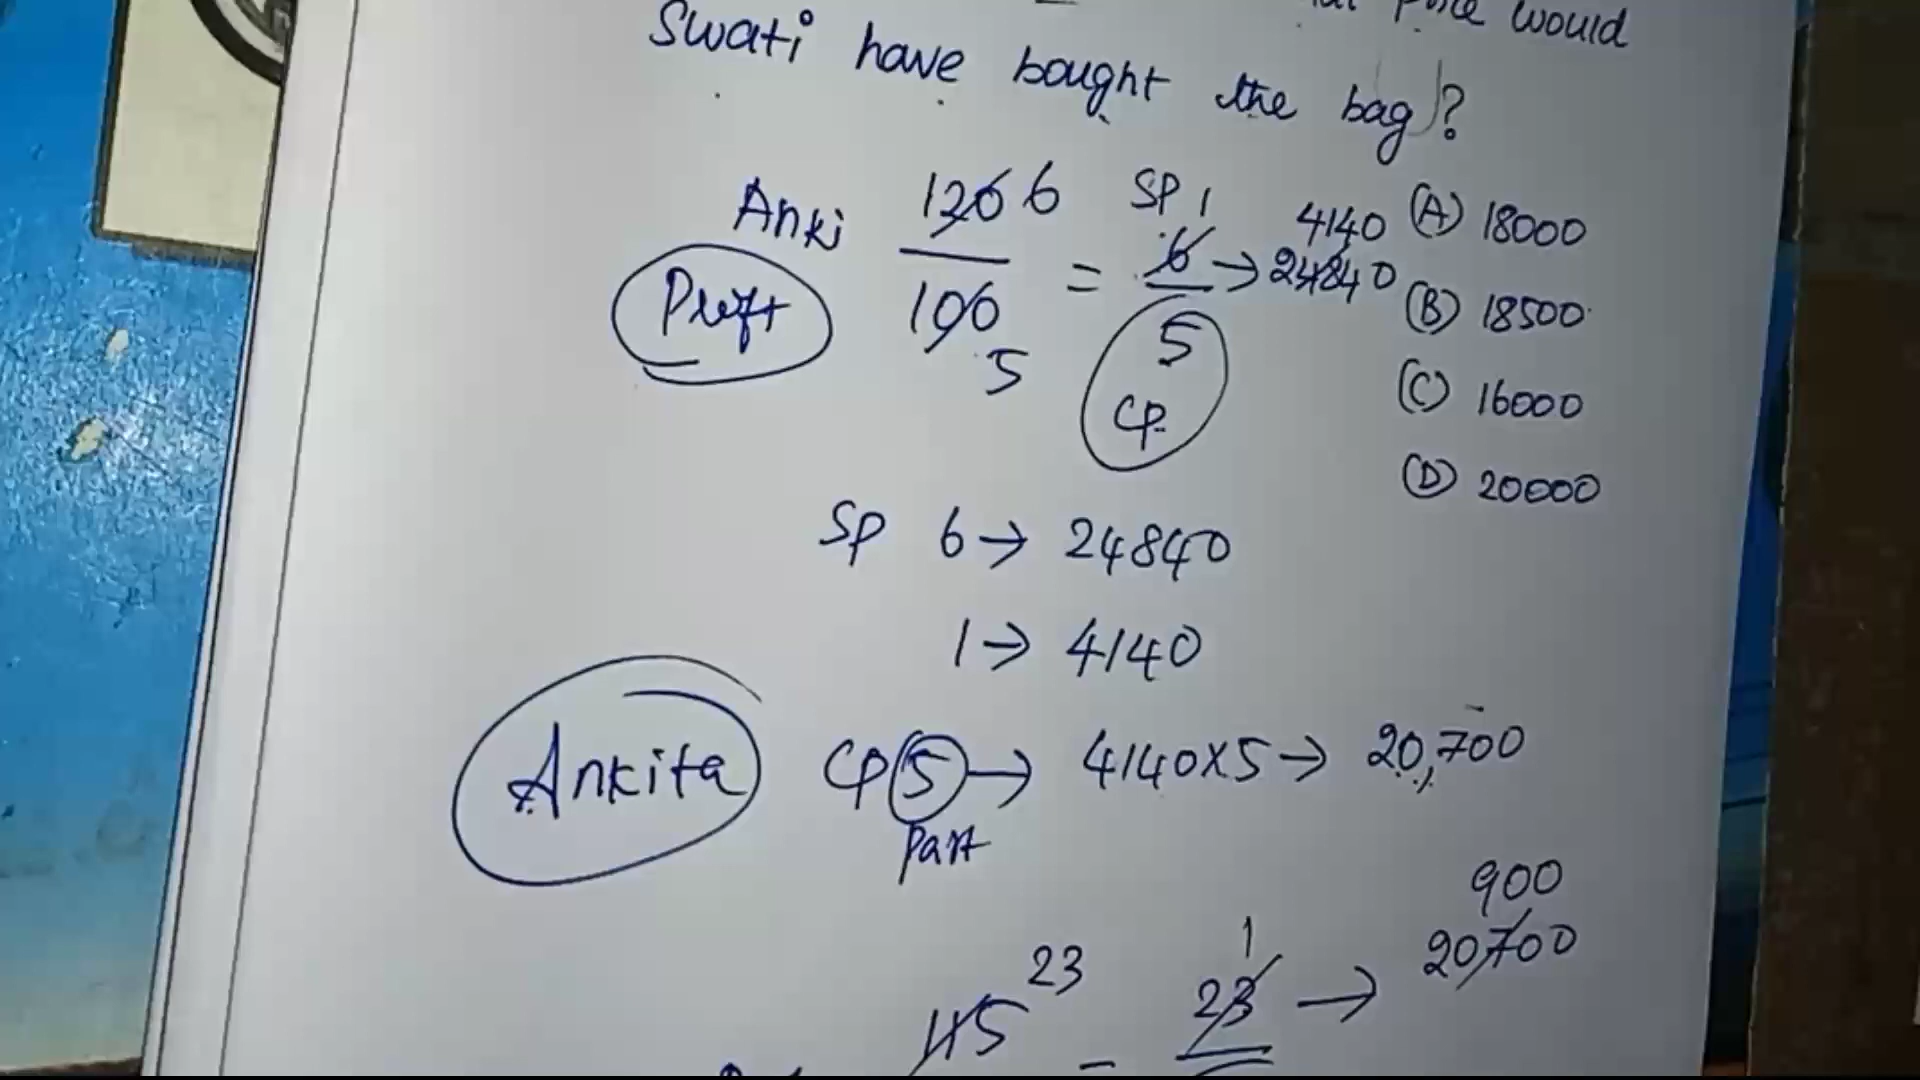 Price would
Swati have bought the bag?
Anki 120 6 SP 1
100 5 = 6 → 24840 4140
Profit 5
CP
(A) 18000
(B) 18500
(C) 16000
(D) 20000
SP 6 → 24840
1 → 4140
Ankita CP 5 → 4140x5 → 20,700
Part
900
115 23 = 23 1 → 20700